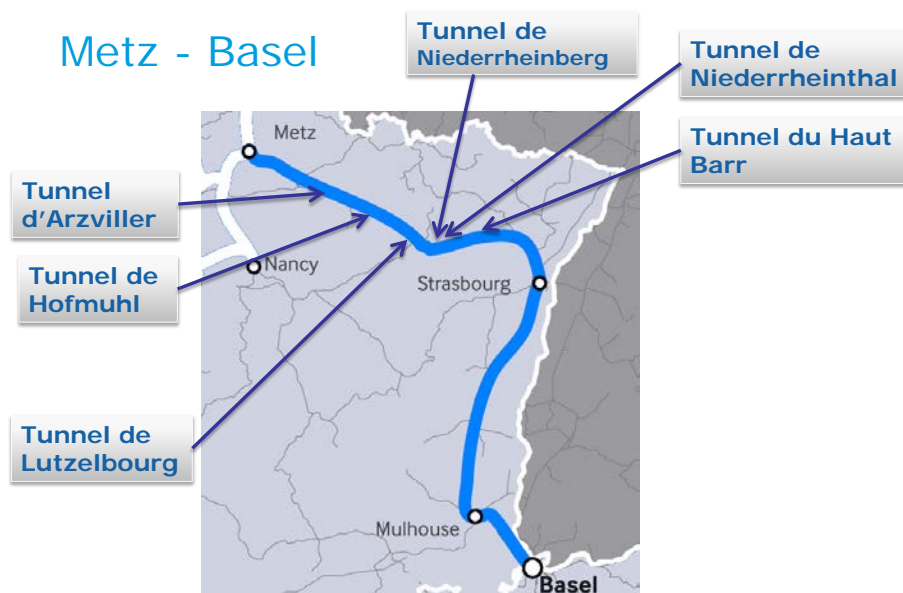 Metz - Basel
Tunnel de
Niederrheinberg
Tunnel de
Niederrheinthal
Tunnel du Haut
Barr
Metz
Tunnel
d'Arzviller
Nancy
Tunnel de
Hofmuhl
Strasbourg
Tunnel de
Lutzelbourg
Mulhouse
Basel